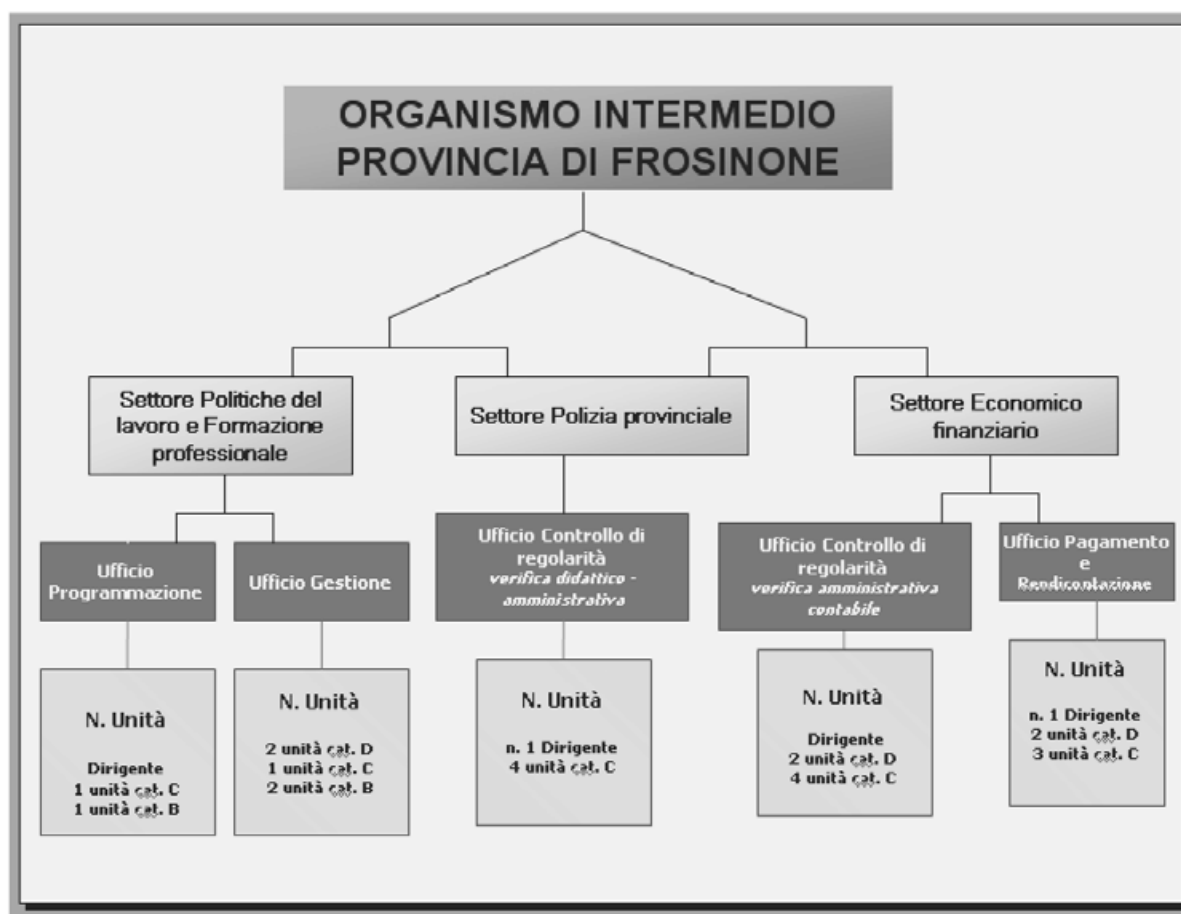 ORGANISMO INTERMEDIO
PROVINCIA DI FROSINONE
Settore Politiche del
lavoro e Formazione
professionale
Settore Polizia provinciale
Settore Economico
finanziario
Ufficio
Programmazione
Ufficio Gestione
Ufficio Controllo di
regolarità
verifica didattico -
amministrativa
Ufficio Controllo di
regolarità
verifica amministrativa
contabile
Ufficio Pagamento
e
Rendicontazione
N. Unità
Dirigente
1 unità cat. C
1 unità cat. B
N. Unità
2 unità cat. D
1 unità cat. C
2 unità cat. B
N. Unità
n. 1 Dirigente
4 unità cat. C
N. Unità
Dirigente
2 unità cat. D
4 unità cat. C
N. Unità
n. 1 Dirigente
2 unità cat. D
3 unità cat. C